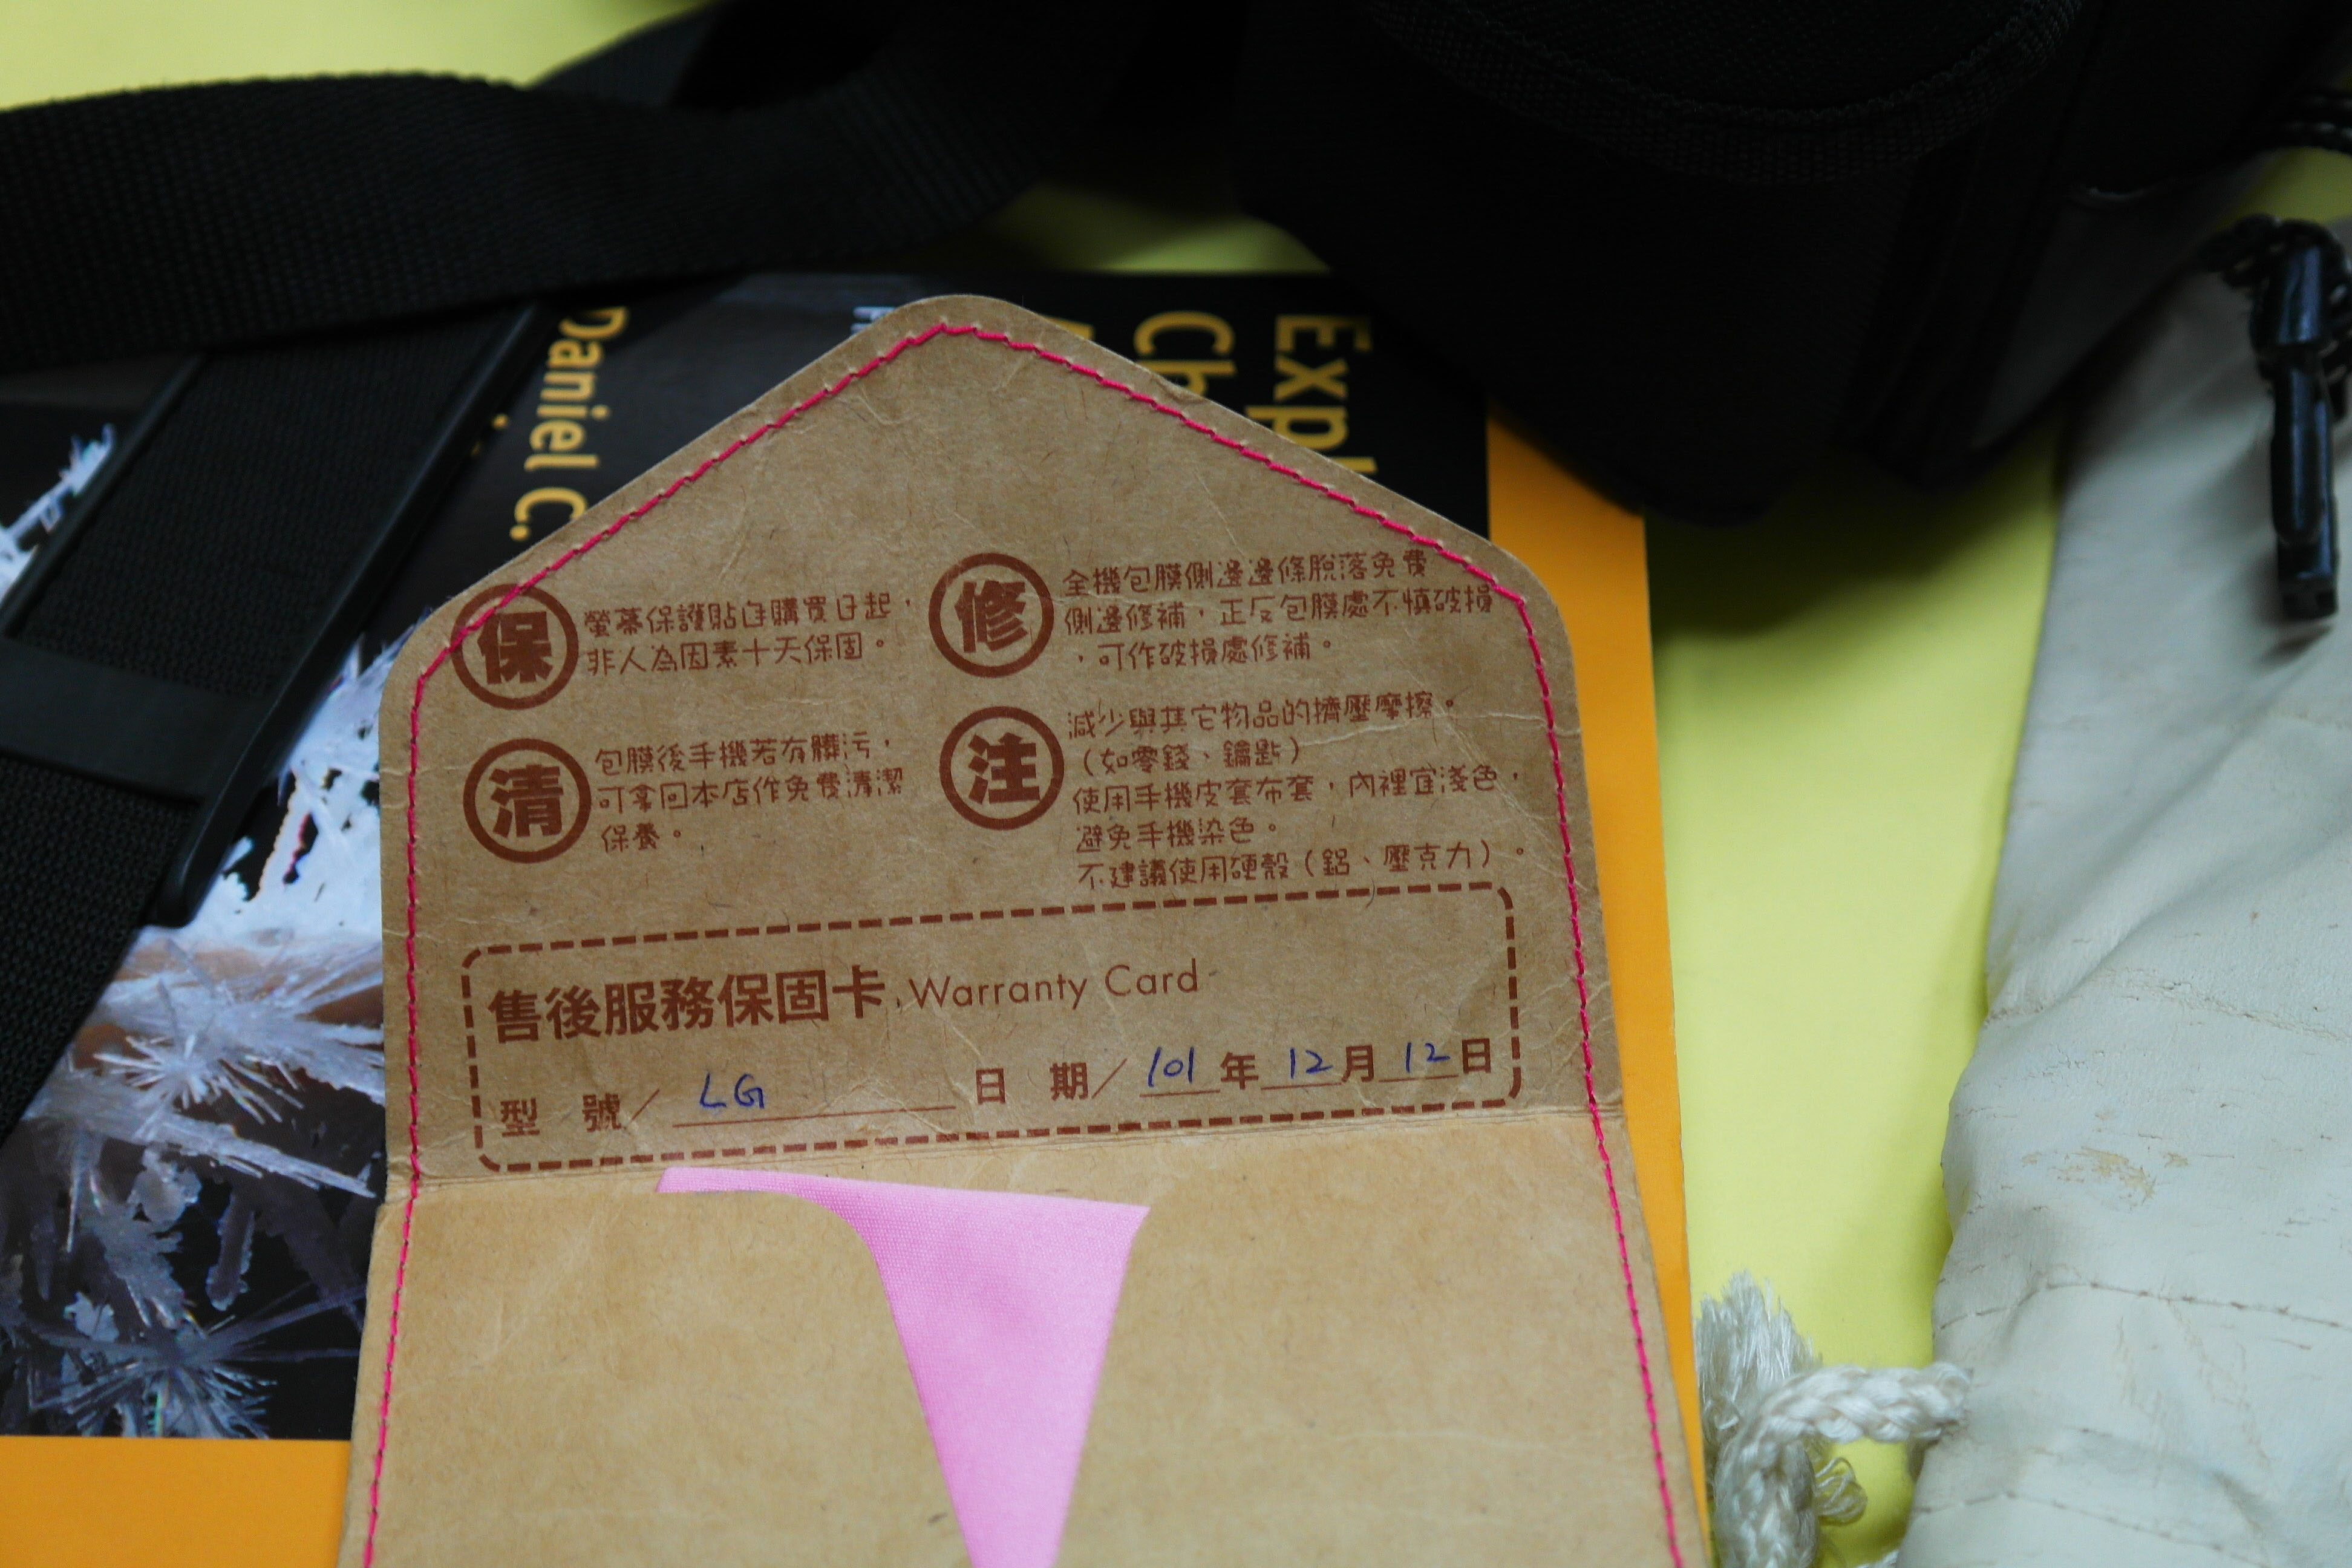 Daniel C.
Expl
Ch
保
螢幕保護貼自購買日起，
非人為因素十天保固。
修
全機包膜側邊邊條脫落免費
側邊修補，正反包膜處不慎破損
，可作破損處修補。
清
包膜後手機若有髒污，
可拿回本店作免費清潔
保養。
注
減少與其它物品的擠壓摩擦。
（如零錢、鑰匙）
使用手機皮套布套，內裡宜淺色，
避免手機染色。
不建議使用硬殼（鋁、壓克力）。
售後服務保固卡 Warranty Card
型 號／ LG 日 期／ 101 年 12 月 12 日